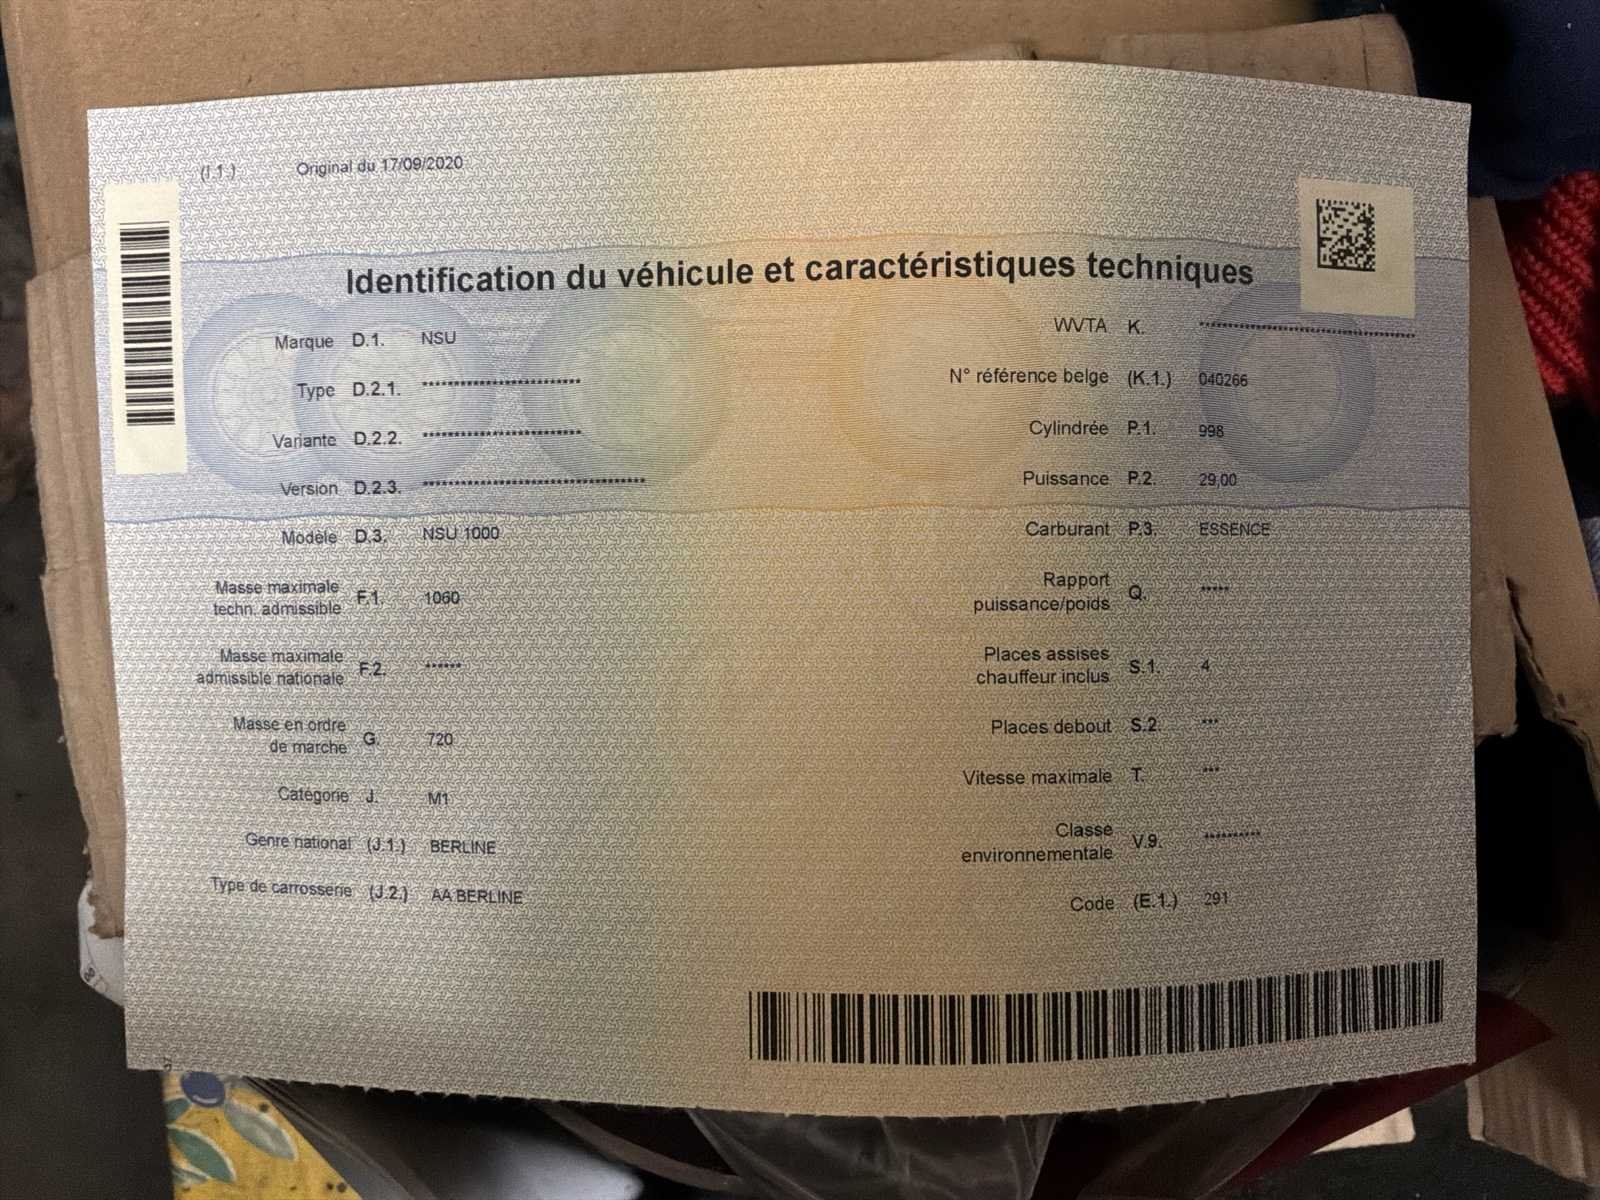 (I.1.) Original du 17/09/2020
Identification du véhicule et caractéristiques techniques
Marque D.1. NSU
Type D.2.1. **********************
Variante D.2.2. **********************
Version D.2.3. *******************************
Modèle D.3. NSU 1000
Masse maximale
techn. admissible F.1. 1060
Masse maximale
admissible nationale F.2. ******
Masse en ordre
de marche G. 720
Catégorie J. M1
Genre national (J.1.) BERLINE
Type de carrosserie (J.2.) AA BERLINE
WVTA K. ******************************
N° référence belge (K.1.) 040266
Cylindrée P.1. 998
Puissance P.2. 29,00
Carburant P.3. ESSENCE
Rapport
puissance/poids Q. *****
Places assises
chauffeur inclus S.1. 4
Places debout S.2. ***
Vitesse maximale T. ***
Classe
environnementale V.9. **********
Code (E.1.) 291